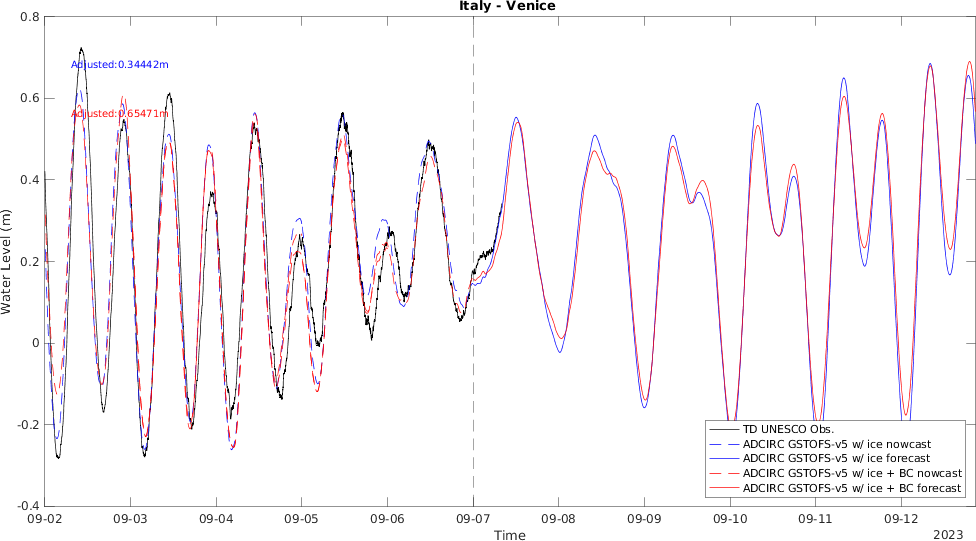 Italy - Venice
Adjusted:0.34442m
Adjusted:0.65471m
Water Level (m)
0.8
0.6
0.4
0.2
0
-0.2
-0.4
09-02
09-03
09-04
09-05
09-06
09-07
09-08
09-09
09-10
09-11
09-12
Time
2023
TD UNESCO Obs.
ADCIRC GSTOFS-v5 w/ ice nowcast
ADCIRC GSTOFS-v5 w/ ice forecast
ADCIRC GSTOFS-v5 w/ ice + BC nowcast
ADCIRC GSTOFS-v5 w/ ice + BC forecast